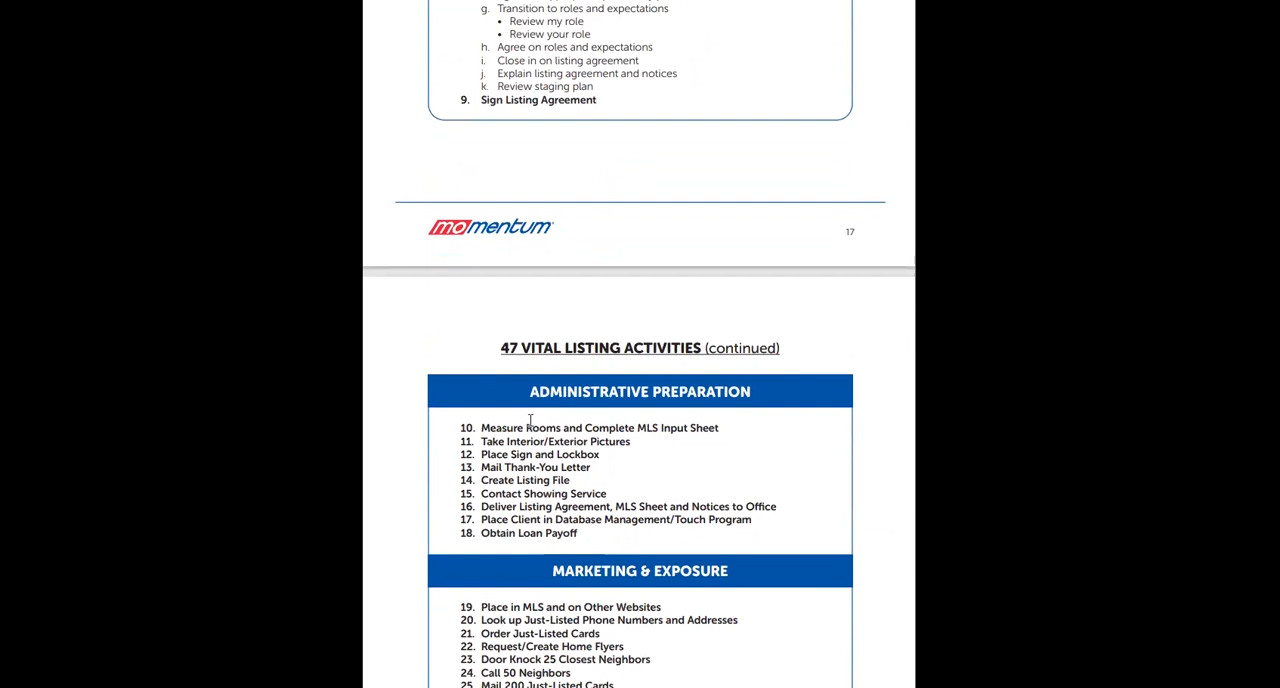 g. Transition to roles and expectations
• Review my role
• Review your role
h. Agree on roles and expectations
i. Close in on listing agreement
j. Explain listing agreement and notices
k. Review staging plan
9. Sign Listing Agreement
momentum
17
47 VITAL LISTING ACTIVITIES (continued)
ADMINISTRATIVE PREPARATION
10. Measure Rooms and Complete MLS Input Sheet
11. Take Interior/Exterior Pictures
12. Place Sign and Lockbox
13. Mail Thank-You Letter
14. Create Listing File
15. Contact Showing Service
16. Deliver Listing Agreement, MLS Sheet and Notices to Office
17. Place Client in Database Management/Touch Program
18. Obtain Loan Payoff
MARKETING & EXPOSURE
19. Place in MLS and on Other Websites
20. Look up Just-Listed Phone Numbers and Addresses
21. Order Just-Listed Cards
22. Request/Create Home Flyers
23. Door Knock 25 Closest Neighbors
24. Call 50 Neighbors
25. Mail 200 Just-Listed Cards